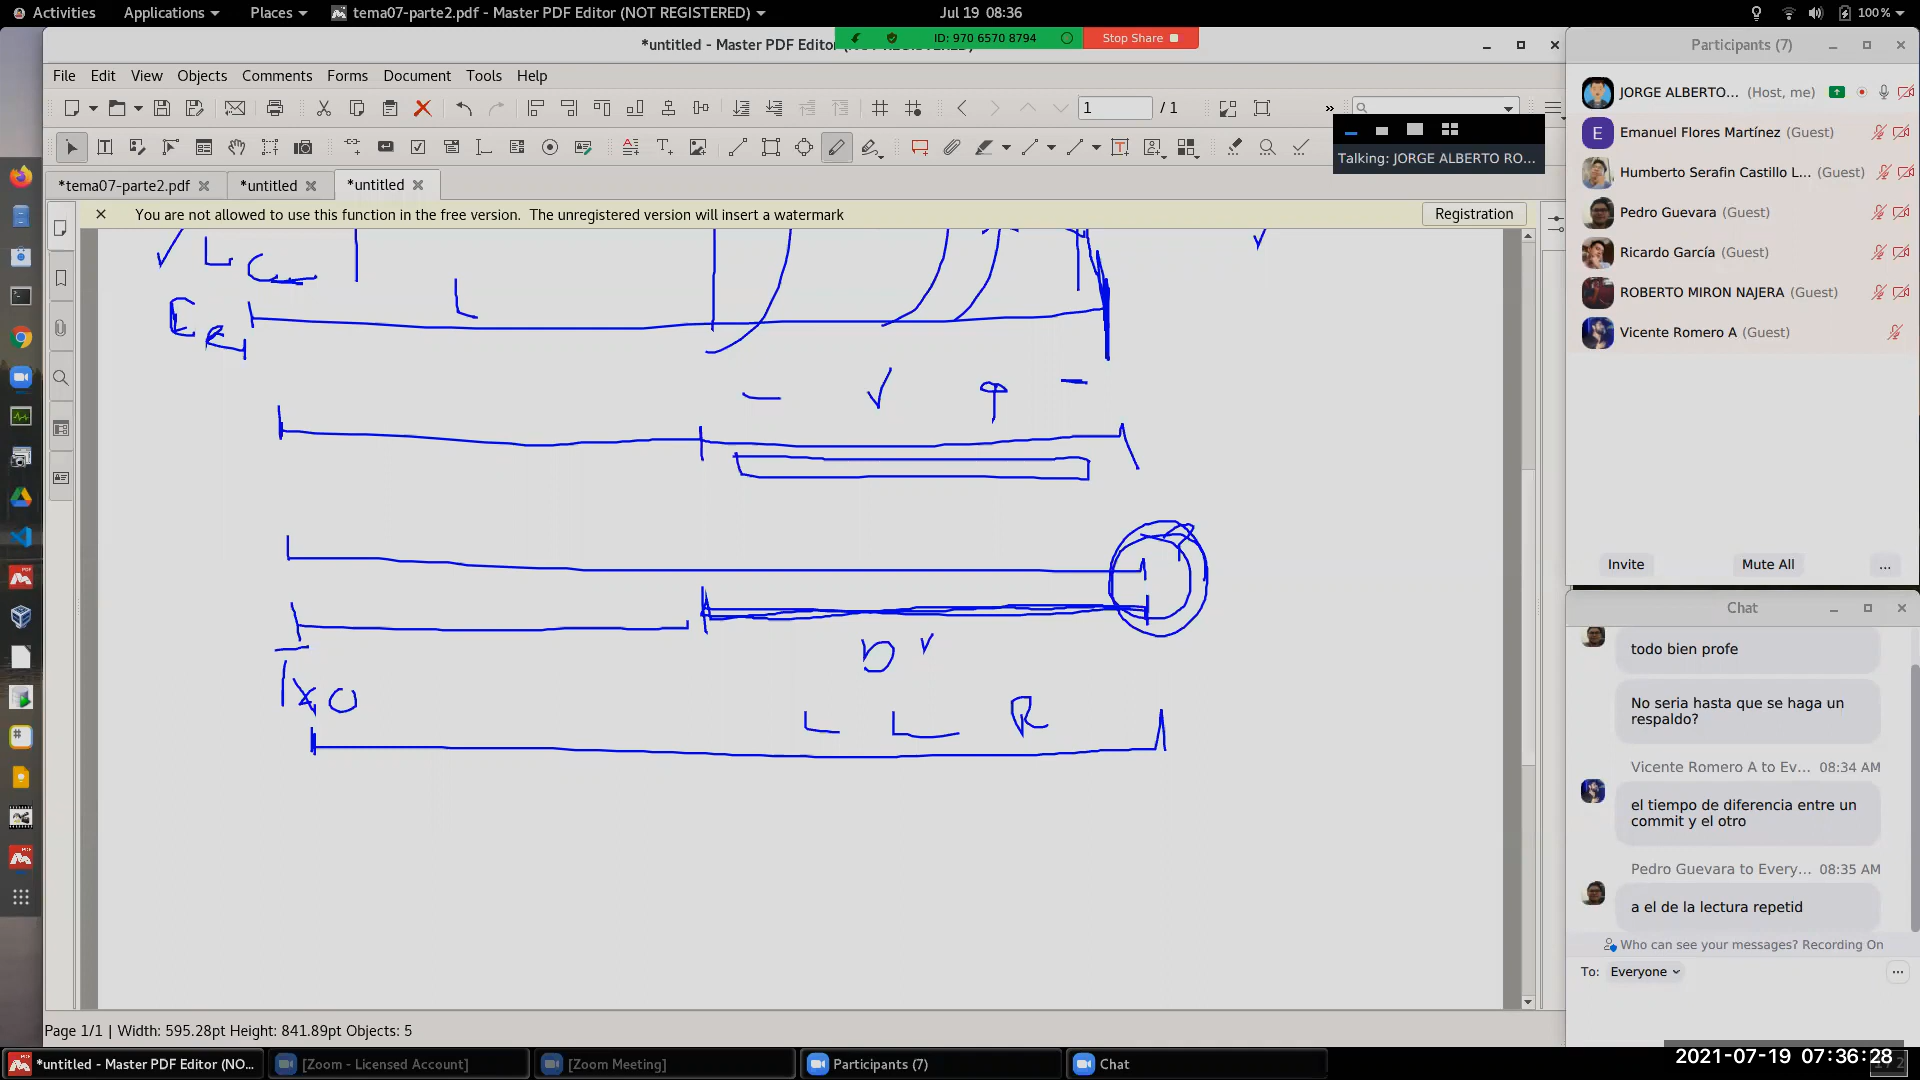 Activities Applications Places tema07-parte2.pdf - Master PDF Editor (NOT REGISTERED) Jul 19 08:36 100%
*untitled - Master PDF Editor
ID: 970 6570 8794 Stop Share
File Edit View Objects Comments Forms Document Tools Help
1 / 1
Talking: JORGE ALBERTO RO...
*tema07-parte2.pdf *untitled *untitled
You are not allowed to use this function in the free version. The unregistered version will insert a watermark Registration
L
L
E R
D
L L R
Page 1/1 | Width: 595.28pt Height: 841.89pt Objects: 5
Participants (7)
JORGE ALBERTO... (Host, me)
E Emanuel Flores Martínez (Guest)
Humberto Serafin Castillo L... (Guest)
Pedro Guevara (Guest)
Ricardo García (Guest)
ROBERTO MIRON NAJERA (Guest)
Vicente Romero A (Guest)
Invite Mute All ...
Chat
todo bien profe
No seria hasta que se haga un
respaldo?
Vicente Romero A to Ev... 08:34 AM
el tiempo de diferencia entre un
commit y el otro
Pedro Guevara to Every... 08:35 AM
a el de la lectura repetid
Who can see your messages? Recording On
To: Everyone
*untitled - Master PDF Editor (NO... [Zoom - Licensed Account] [Zoom Meeting] Participants (7) Chat
2021-07-19 07:36:28